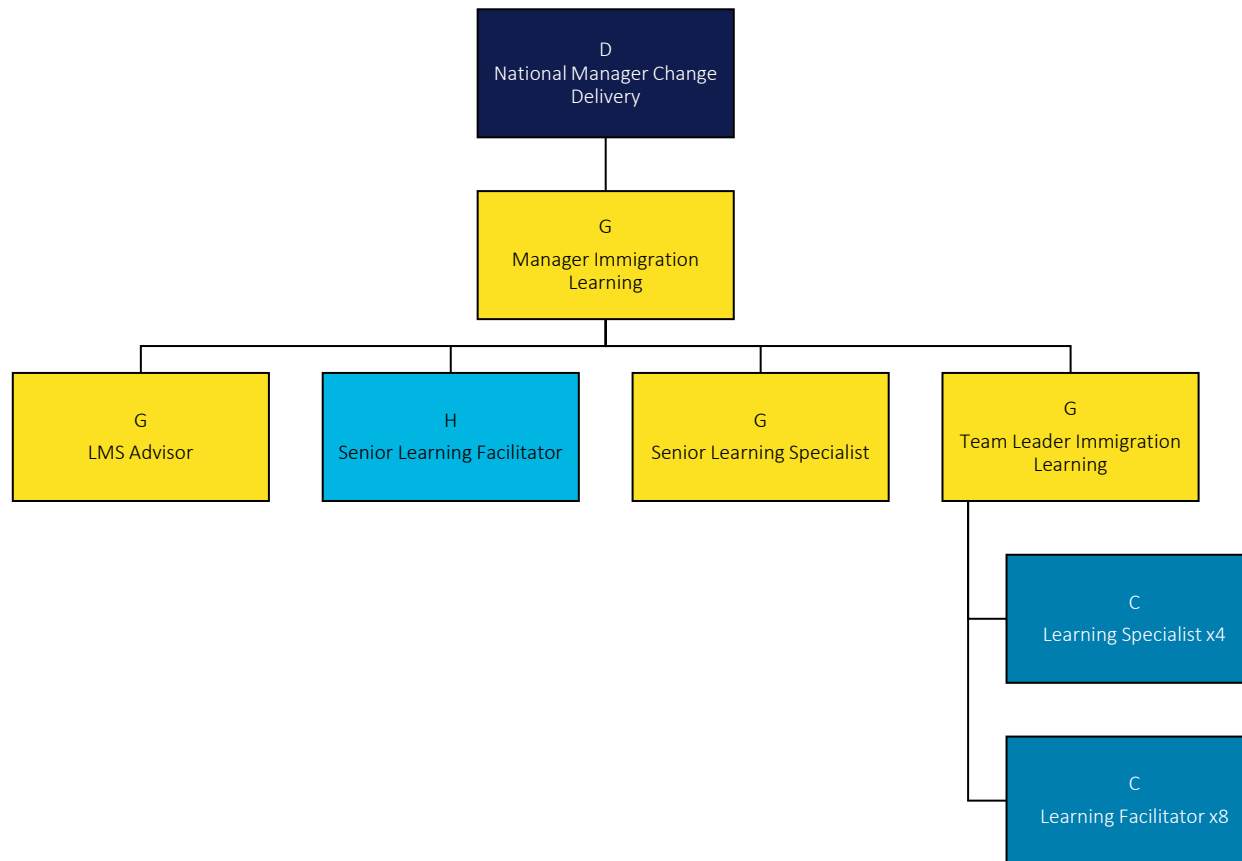 D
National Manager Change
Delivery
G
Manager Immigration
Learning
G
LMS Advisor
H
Senior Learning Facilitator
G
Senior Learning Specialist
G
Team Leader Immigration
Learning
C
Learning Specialist x4
C
Learning Facilitator x8